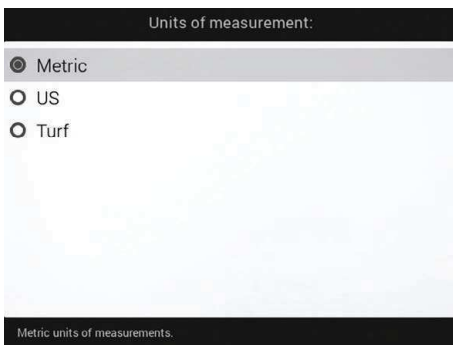 Units of measurement:
Metric
US
Turf
Metric units of measurements.